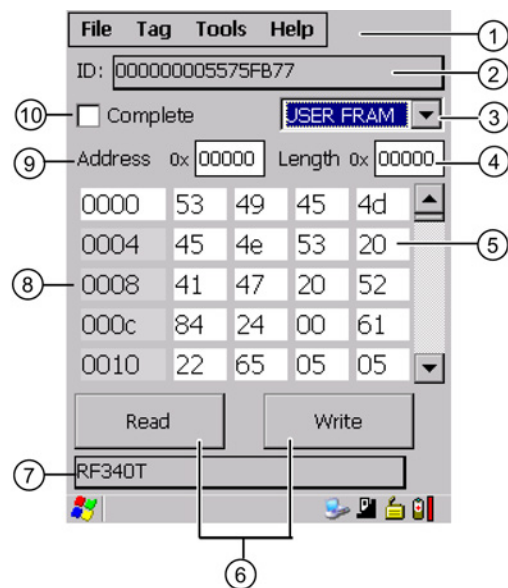 File Tag Tools Help 1
ID: 000000005575FB77 2
10 Complete USER FRAM 3
9 Address 0x 00000 Length 0x 00000 4
0000 53 49 45 4d
0004 45 4e 53 20 5
8 0008 41 47 20 52
000c 84 24 00 61
0010 22 65 05 05
Read Write
7 RF340T
6